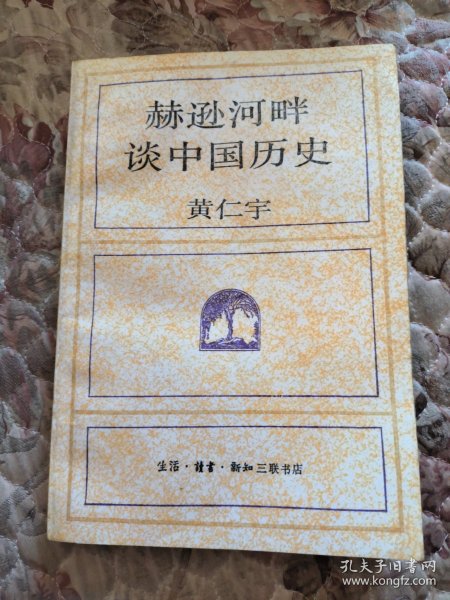 赫逊河畔
谈中国历史
黄仁宇
生活·讀書·新知三联书店
孔夫子旧书网
www.kongfz.com